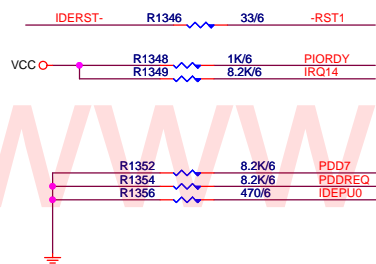 IDERST- R1346 33/6 -RST1
VCC R1348 1K/6 PIORDY
R1349 8.2K/6 IRQ14
WWW
R1352 8.2K/6 PDD7
R1354 8.2K/6 PDDREQ
R1356 470/6 IDEPU0